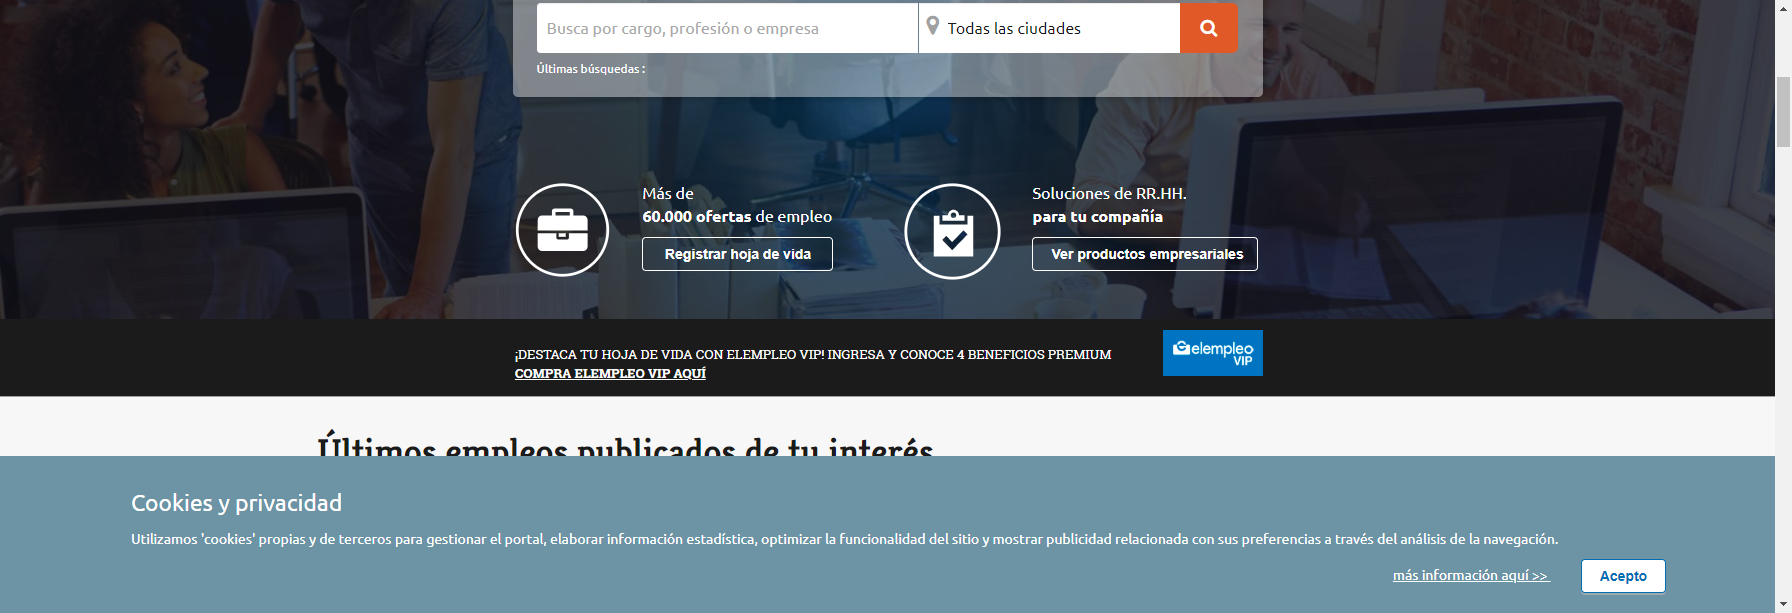 Busca por cargo, profesión o empresa
Todas las ciudades
Últimas búsquedas :
Más de
60.000 ofertas de empleo
Registrar hoja de vida
Soluciones de RR.HH.
para tu compañía
Ver productos empresariales
¡DESTACA TU HOJA DE VIDA CON ELEMPLEO VIP! INGRESA Y CONOCE 4 BENEFICIOS PREMIUM
COMPRA ELEMPLEO VIP AQUÍ
elempleo
VIP
Últimos empleos publicados de tu interés
Cookies y privacidad
Utilizamos 'cookies' propias y de terceros para gestionar el portal, elaborar información estadística, optimizar la funcionalidad del sitio y mostrar publicidad relacionada con sus preferencias a través del análisis de la navegación.
más información aquí >>
Acepto